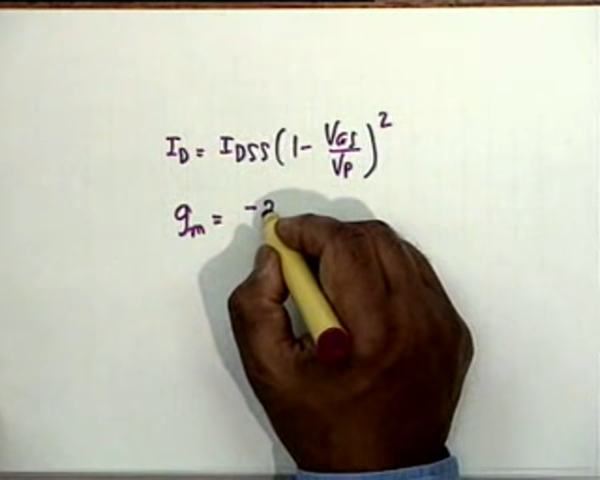 I_D = I_DSS (1 - V_GS / V_P)^2
g_m = -2